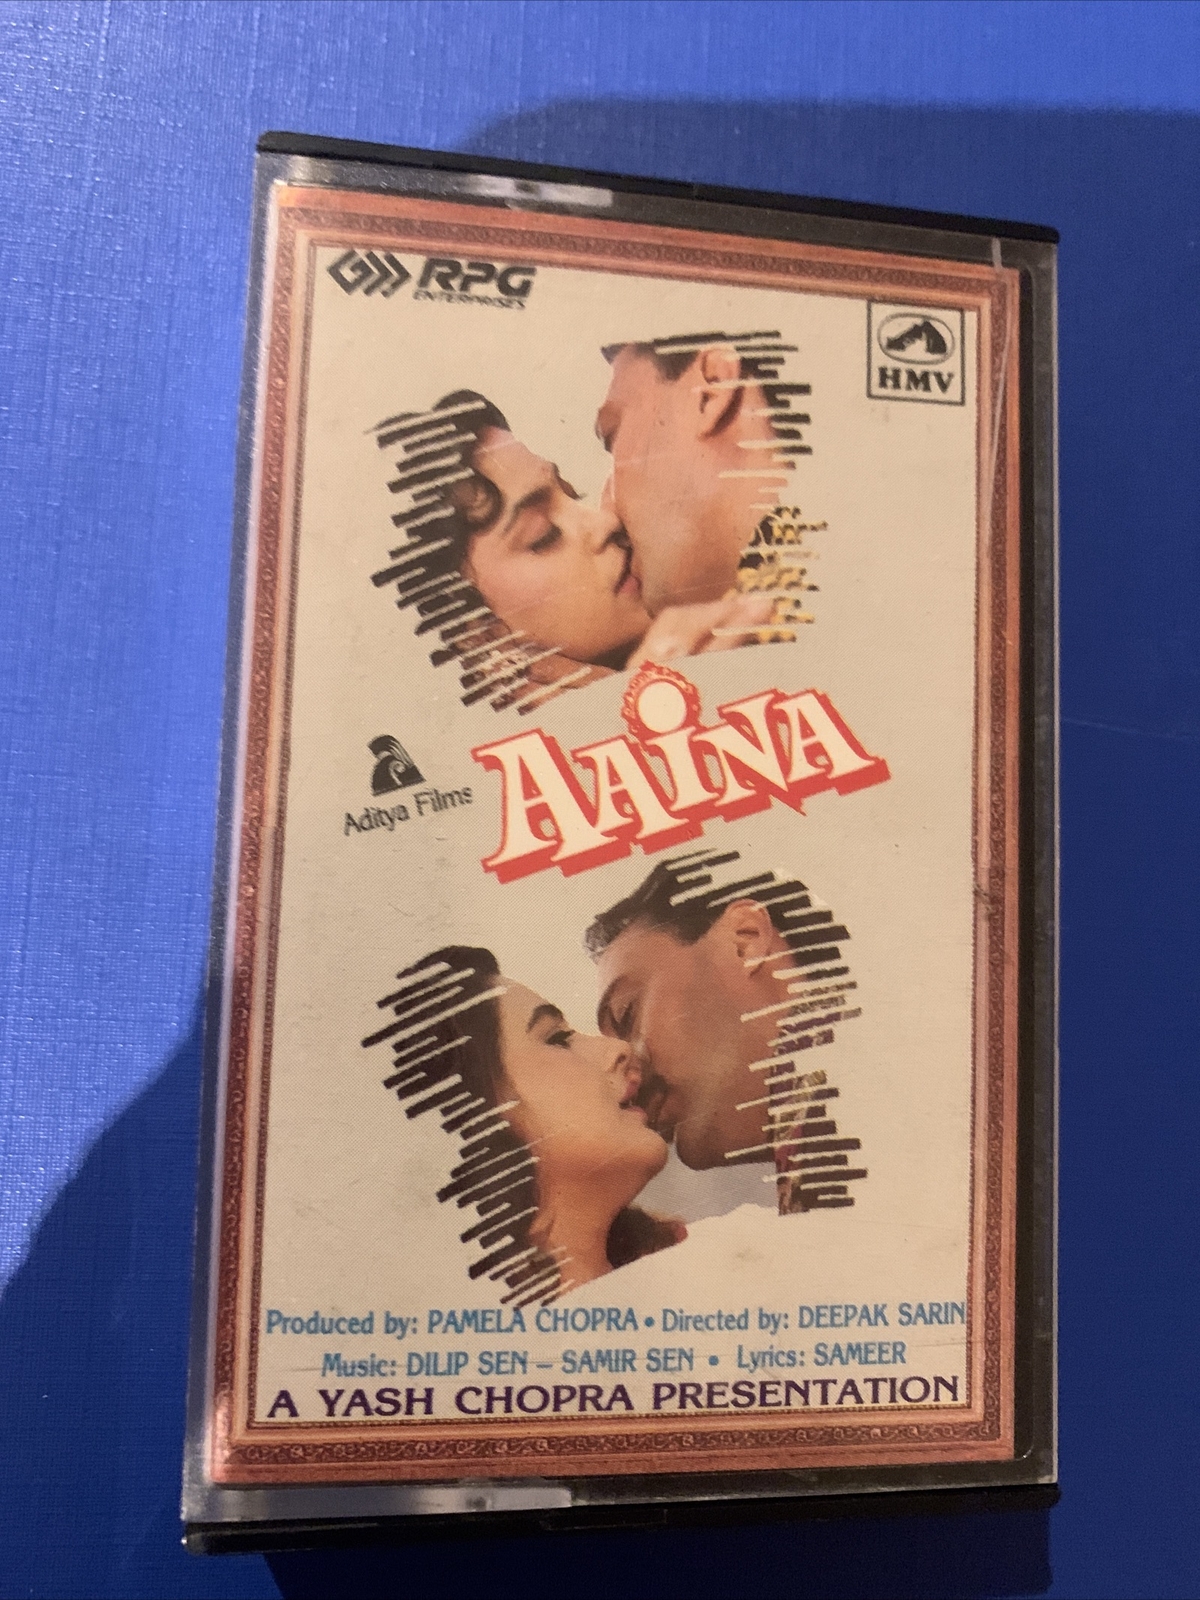 RPG
ENTERPRISES
HMV
AAiNA
Aditya Films
Produced by: PAMELA CHOPRA • Directed by: DEEPAK SARIN
Music: DILIP SEN – SAMIR SEN • Lyrics: SAMEER
A YASH CHOPRA PRESENTATION